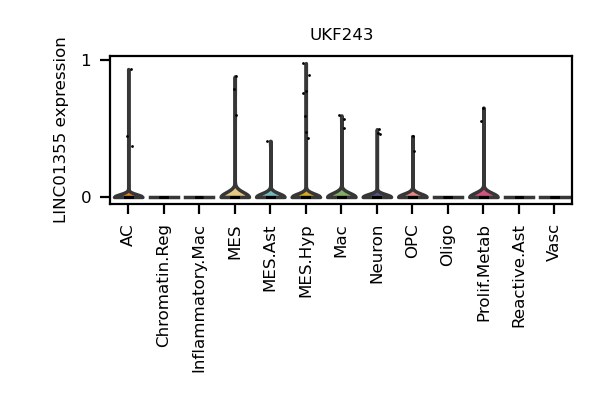 UKF243
LINC01355 expression
1
0
AC
Chromatin.Reg
Inflammatory.Mac
MES
MES.Ast
MES.Hyp
Mac
Neuron
OPC
Oligo
Prolif.Metab
Reactive.Ast
Vasc